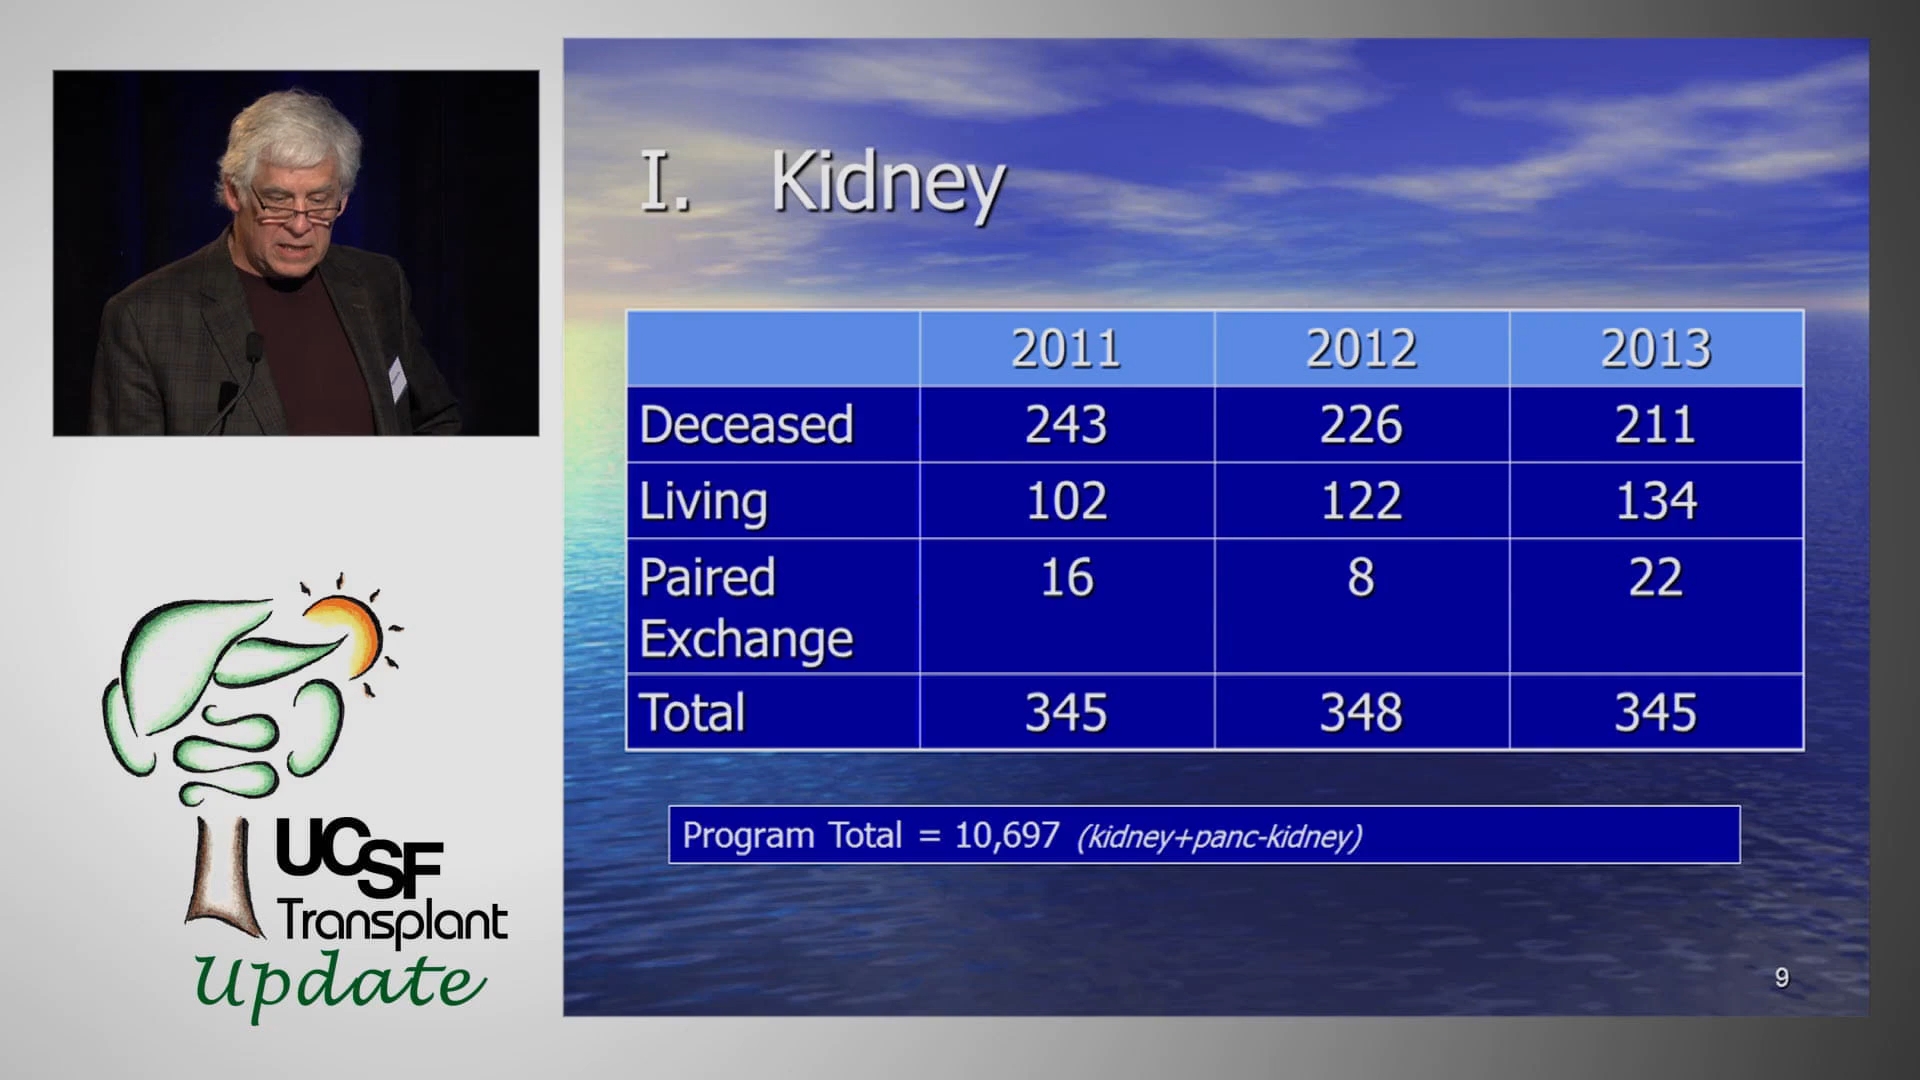 I. Kidney
2011 2012 2013
Deceased 243 226 211
Living 102 122 134
Paired Exchange 16 8 22
Total 345 348 345
Program Total = 10,697 (kidney+panc-kidney)
9
UCSF
Transplant
Update